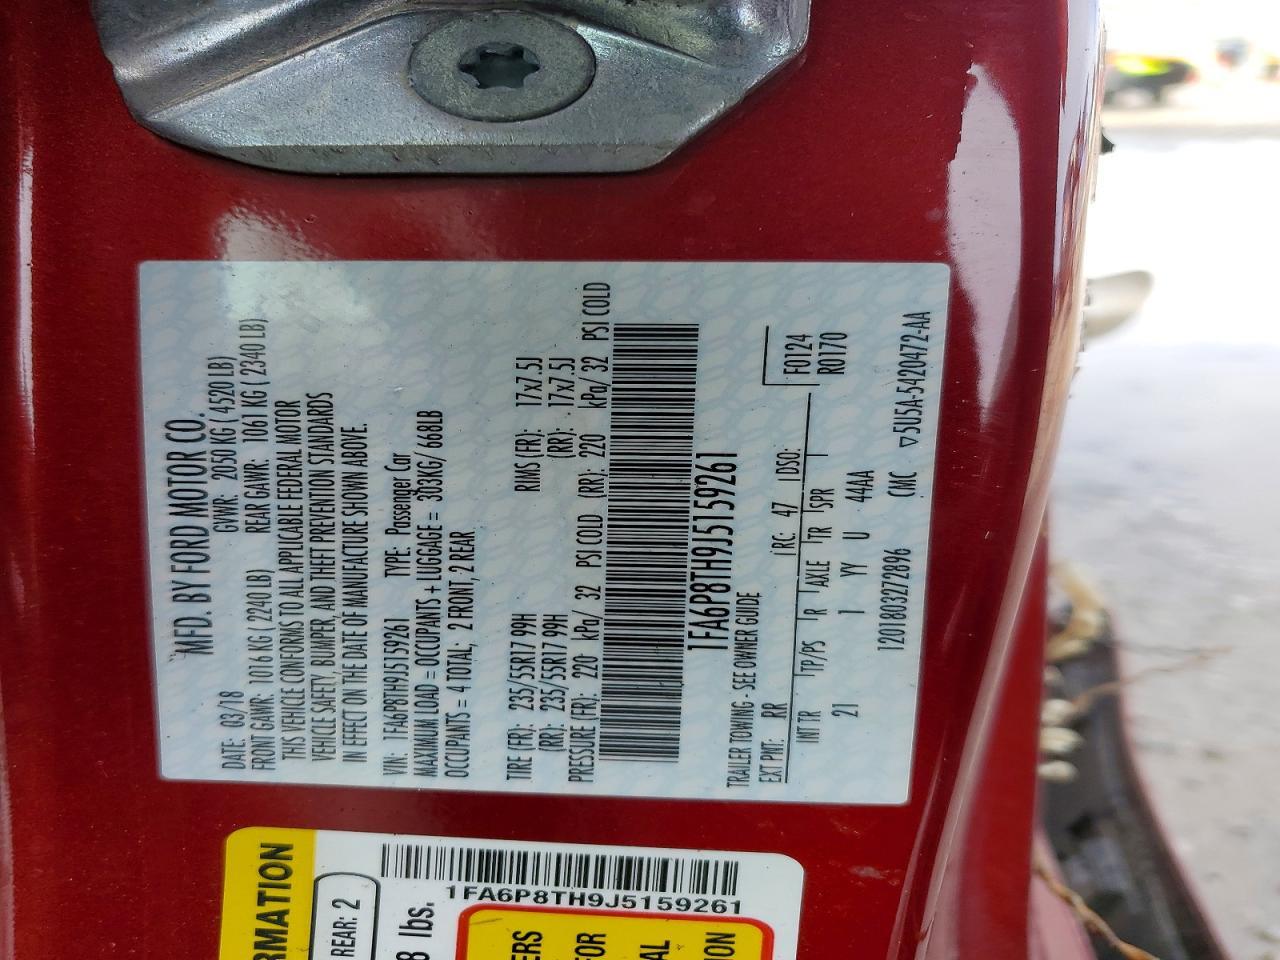 MFD. BY FORD MOTOR CO.
DATE: 03/18 GVWR: 2050 KG (4520 LB)
FRONT GAWR: 1016 KG (2240 LB) REAR GAWR: 1061 KG (2340 LB)
THIS VEHICLE CONFORMS TO ALL APPLICABLE FEDERAL MOTOR
VEHICLE SAFETY, BUMPER, AND THEFT PREVENTION STANDARDS
IN EFFECT ON THE DATE OF MANUFACTURE SHOWN ABOVE.
VIN: 1FA6P8TH9J5159261 TYPE: Passenger Car
MAXIMUM LOAD = OCCUPANTS + LUGGAGE = 303KG/668LB
OCCUPANTS = 4 TOTAL; 2 FRONT, 2 REAR
TIRE (FR): 235/55R17 99H RIMS (FR): 17x7.5J
(RR): 235/55R17 99H (RR): 17x7.5J
PRESSURE (FR): 220 kPa/ 32 PSI COLD (RR): 220 kPa/ 32 PSI COLD
1FA6P8TH9J5159261
TRAILER TOWING - SEE OWNER GUIDE
F0124
EXT PNT: RR RC: 47 DSO: R0170
INT TR TP/PS R AXLE TR SPR
21 1 YY U 44AA
1201803272896 CMC ▽5U5A-5420472-AA
RMATION
REAR: 2
8 lbs.
1FA6P8TH9J5159261
ERS
FOR
AL
TION